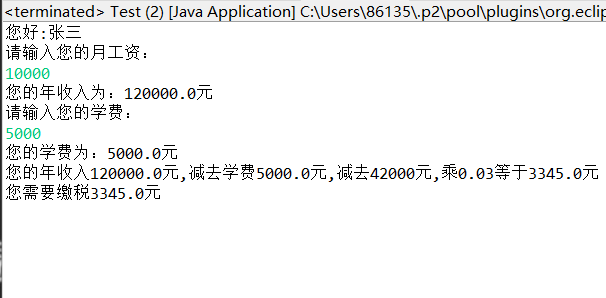 <terminated> Test (2) [Java Application] C:\Users\86135\.p2\pool\plugins\org.eclip
您好:张三
请输入您的月工资：
10000
您的年收入为：120000.0元
请输入您的学费：
5000
您的学费为：5000.0元
您的年收入120000.0元,减去学费5000.0元,减去42000元,乘0.03等于3345.0元
您需要缴税3345.0元